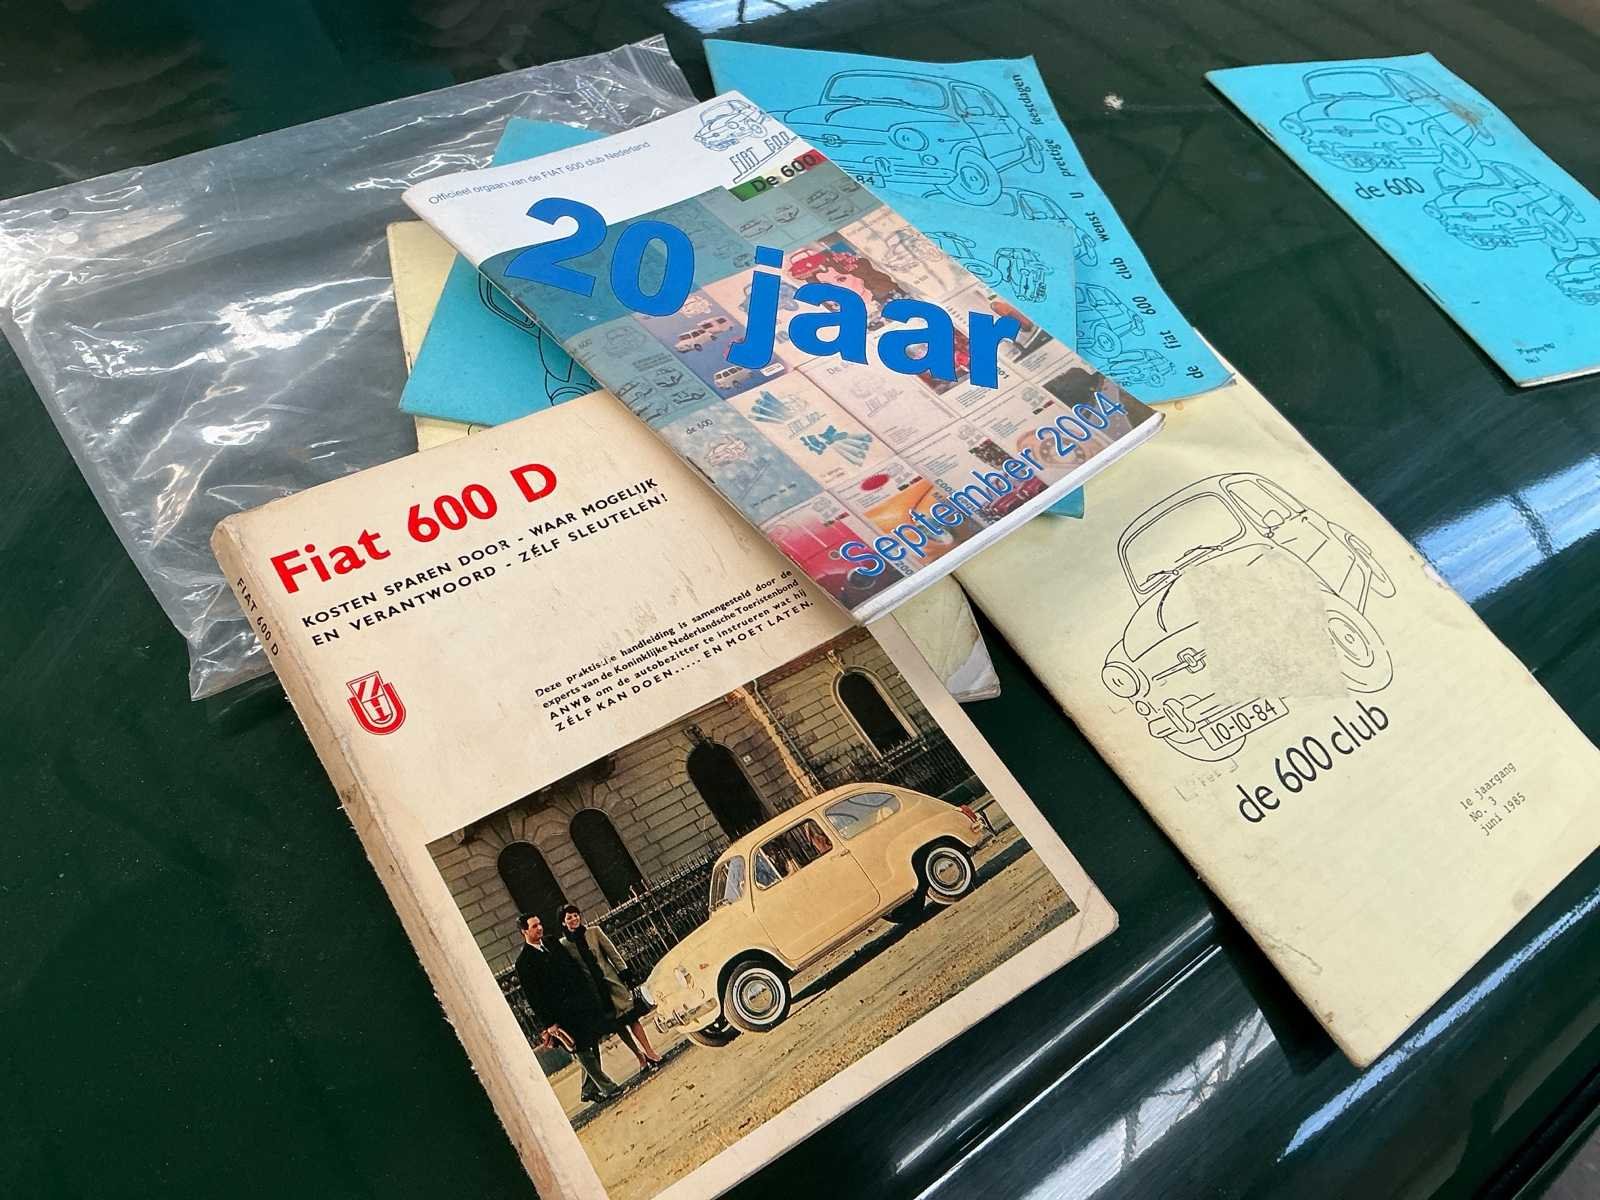 Officieel orgaan van de FIAT 600 club Nederland
FIAT 600
De 600
20 jaar
September 2004
de 600
Fiat 600 D
KOSTEN SPAREN DOOR - WAAR MOGELIJK
EN VERANTWOORD - ZÉLF SLEUTELEN!
Deze praktische handleiding is samengesteld door de
experts van de Koninklijke Nederlandsche Toeristenbond
ANWB om de autobezitter te instrueren wat hij
ZÉLF KAN DOEN..... EN MOET LATEN.
FIAT 600 D
de fiat 600 club wenst U prettige feestdagen
84
de 600
10-10-84
de 600 club
1e jaargang
No. 3
juni 1985